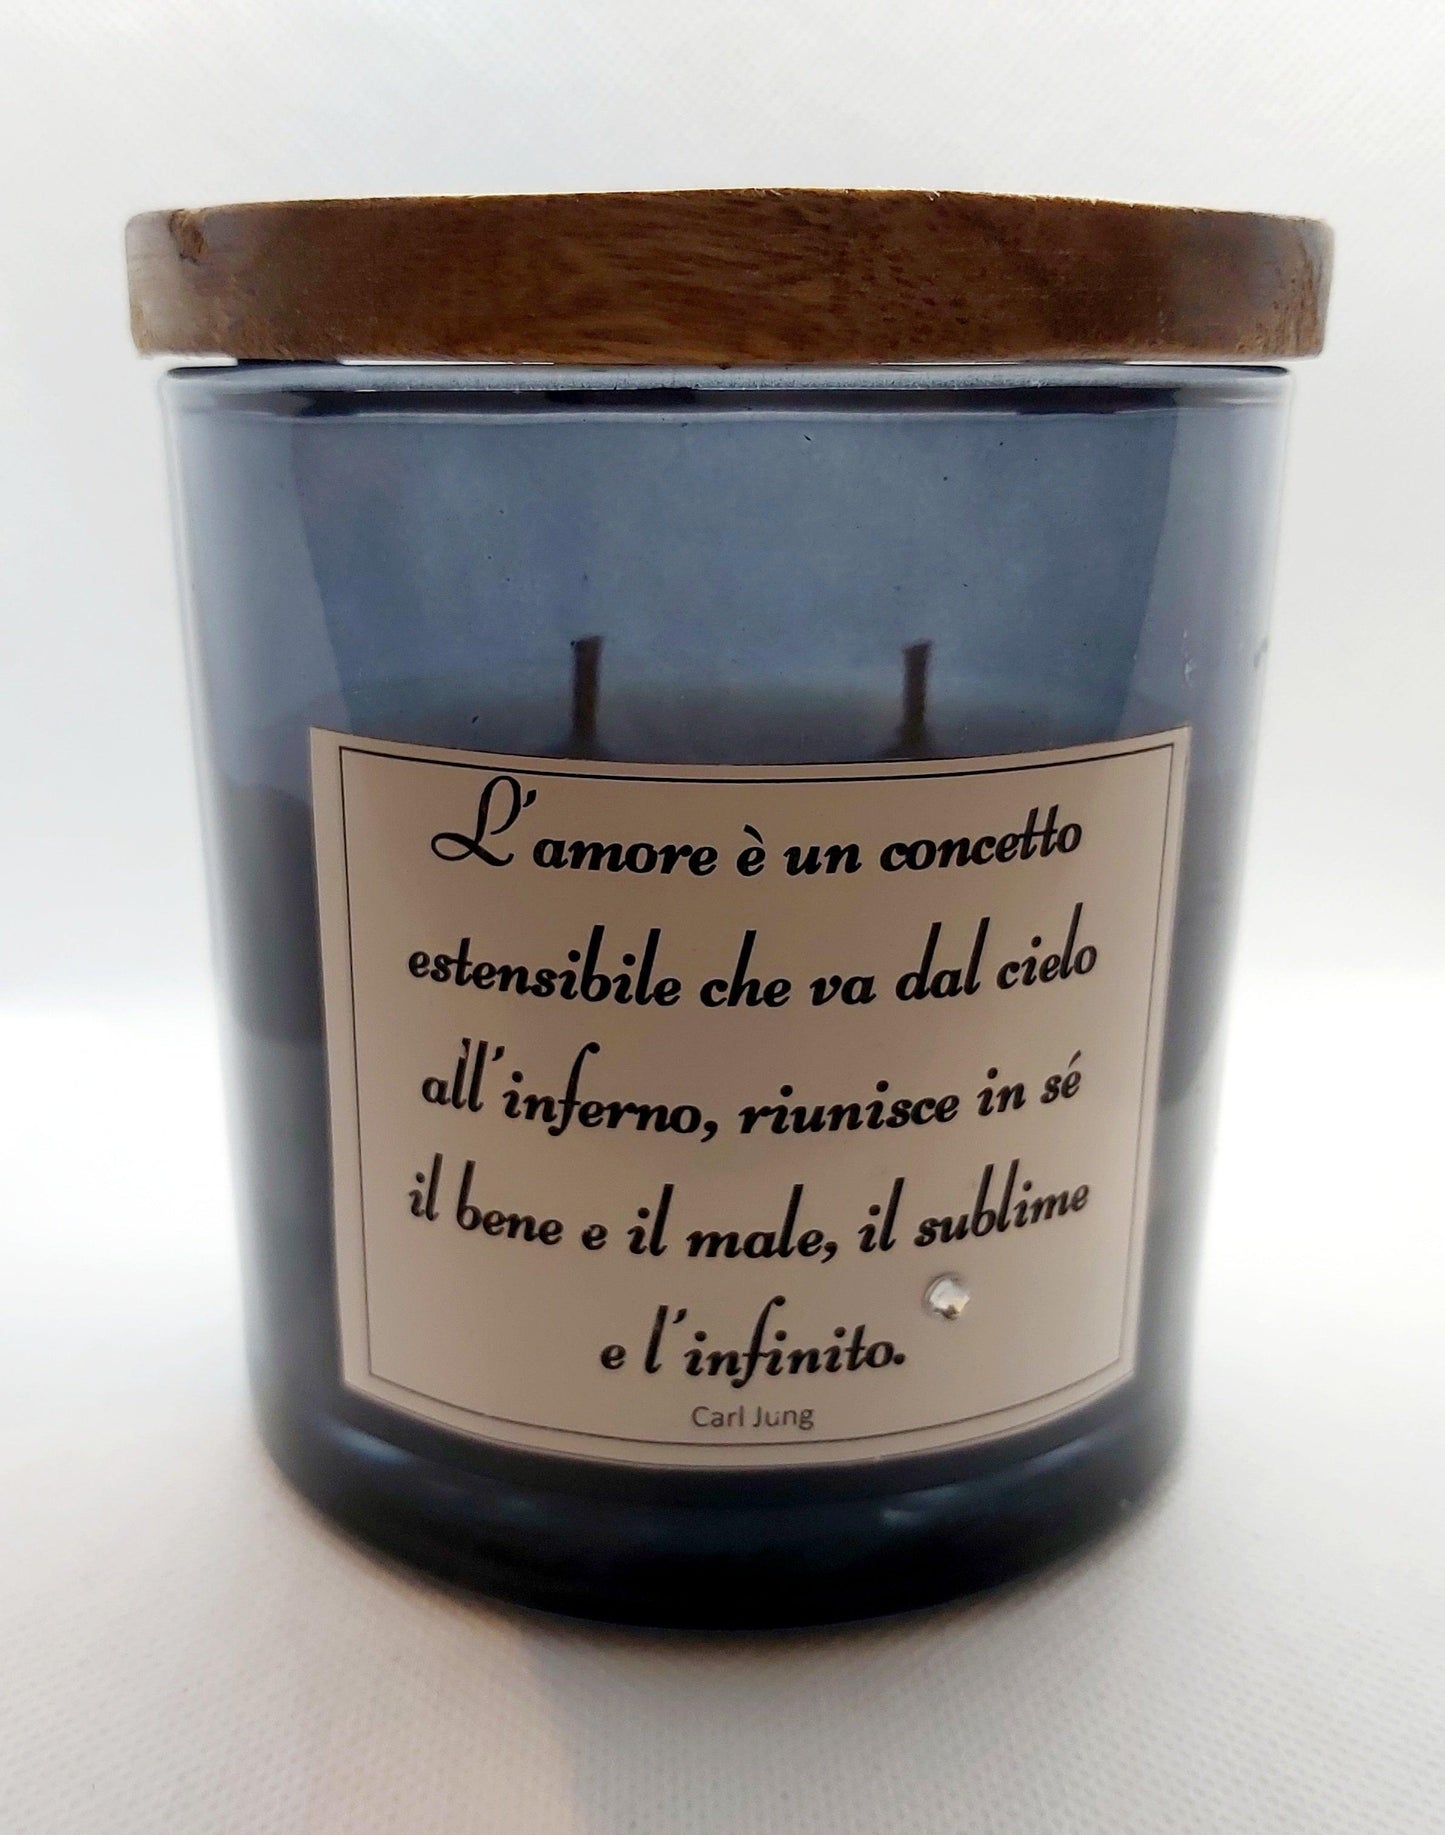 L'amore è un concetto
estensibile che va dal cielo
all'inferno, riunisce in sé
il bene e il male, il sublime
e l'infinito.
Carl Jung